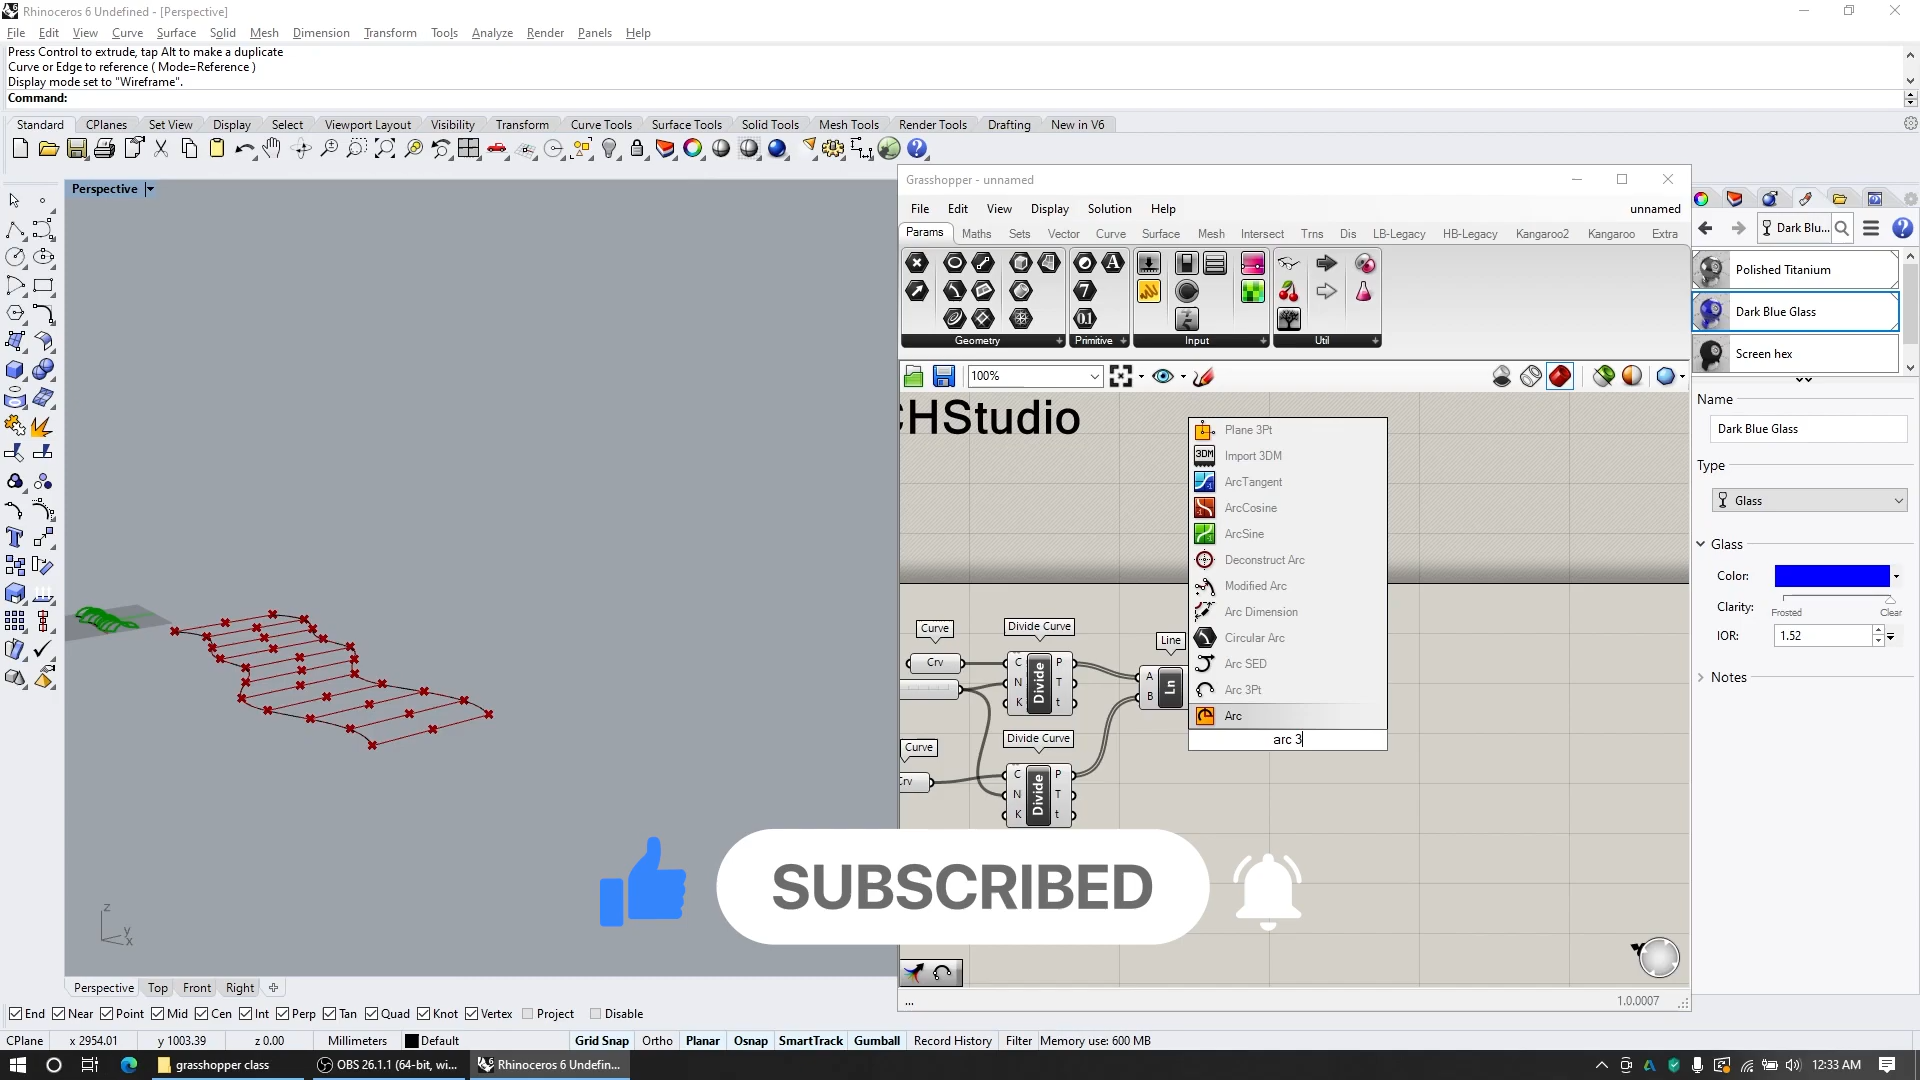 Rhinoceros 6 Undefined - [Perspective]
File Edit View Curve Surface Solid Mesh Dimension Transform Tools Analyze Render Panels Help
Press Control to extrude, tap Alt to make a duplicate
Curve or Edge to reference ( Mode=Reference )
Display mode set to "Wireframe".
Command:
Standard CPlanes Set View Display Select Viewport Layout Visibility Transform Curve Tools Surface Tools Solid Tools Mesh Tools Render Tools Drafting New in V6
Perspective
Grasshopper - unnamed
File Edit View Display Solution Help unnamed
Params Maths Sets Vector Curve Surface Mesh Intersect Trns Dis LB-Legacy HB-Legacy Kangaroo2 Kangaroo Extra
Geometry Primitive Input Util
100%
CHStudio
Plane 3Pt
Import 3DM
ArcTangent
ArcCosine
ArcSine
Deconstruct Arc
Modified Arc
Arc Dimension
Circular Arc
Arc SED
Arc 3Pt
Arc
arc 3
Curve
Crv
Divide Curve
C
N
K
Divide
P
T
t
Line
A
B
Ln
Curve
Crv
Divide Curve
C
N
K
Divide
P
T
t
SUBSCRIBED
...
1.0.0007
Dark Blu...
Polished Titanium
Dark Blue Glass
Screen hex
Name
Dark Blue Glass
Type
Glass
Glass
Color:
Clarity:
Frosted Clear
IOR: 1.52
Notes
z
y
x
Perspective Top Front Right
End Near Point Mid Cen Int Perp Tan Quad Knot Vertex Project Disable
CPlane x 2954.01 y 1003.39 z 0.00 Millimeters Default Grid Snap Ortho Planar Osnap SmartTrack Gumball Record History Filter Memory use: 600 MB
grasshopper class OBS 26.1.1 (64-bit, wi... Rhinoceros 6 Undefin... 12:33 AM